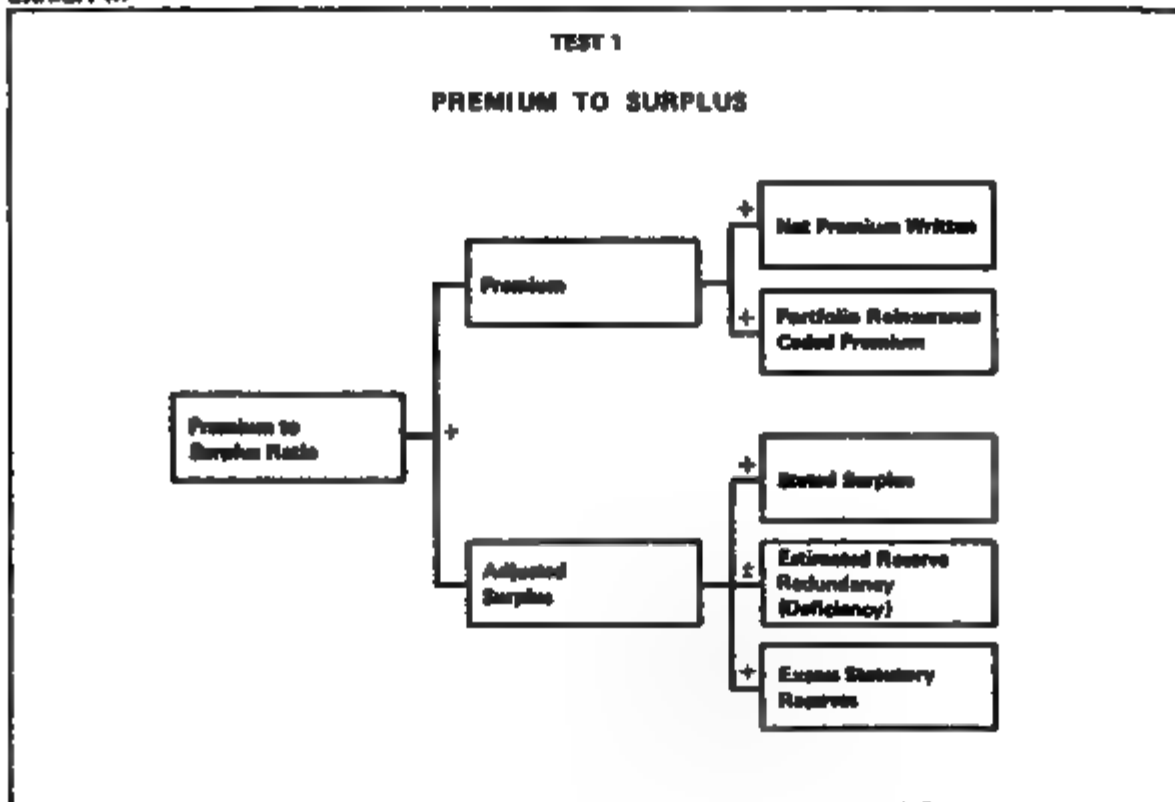 TEST 1
PREMIUM TO SURPLUS
+
Net Premium Written
Premium
+
Portfolio Reinsurance
Ceded Premium
Premium to
Surplus Ratio
+
Stated Surplus
Adjusted
Surplus
±
Estimated Reserve
Redundancy
(Deficiency)
+
Excess Statutory
Reserves